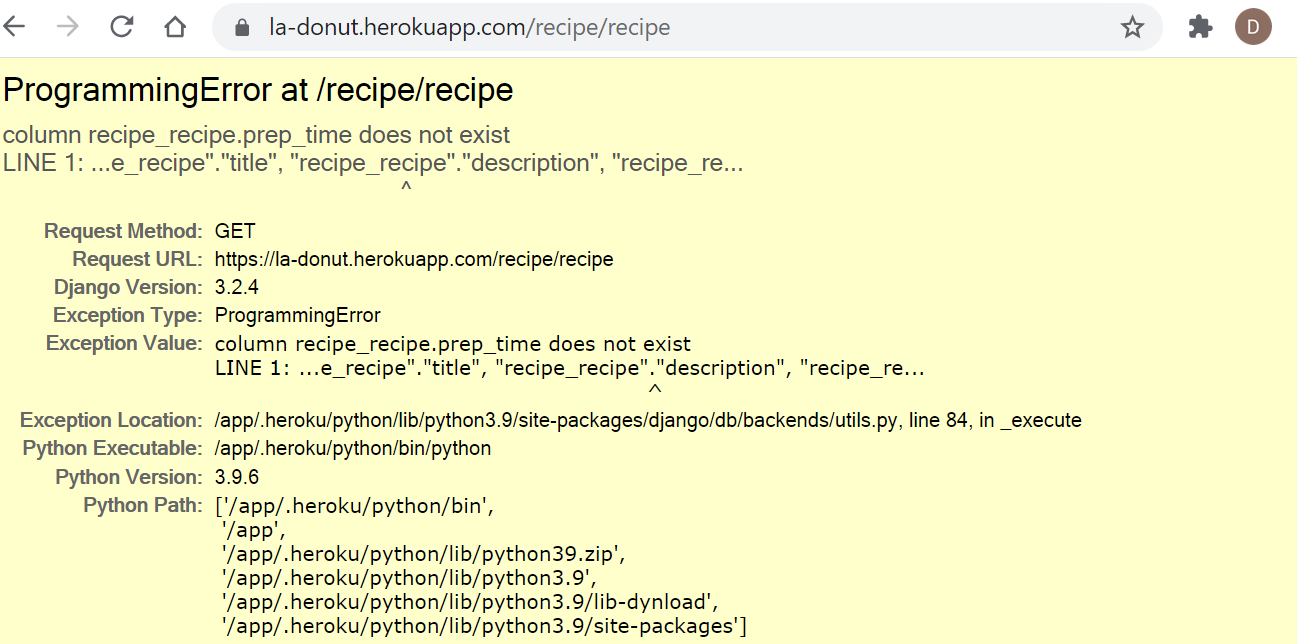 la-donut.herokuapp.com/recipe/recipe
D
ProgrammingError at /recipe/recipe
column recipe_recipe.prep_time does not exist
LINE 1: ...e_recipe"."title", "recipe_recipe"."description", "recipe_re...
^
Request Method: GET
Request URL: https://la-donut.herokuapp.com/recipe/recipe
Django Version: 3.2.4
Exception Type: ProgrammingError
Exception Value: column recipe_recipe.prep_time does not exist
LINE 1: ...e_recipe"."title", "recipe_recipe"."description", "recipe_re...
^
Exception Location: /app/.heroku/python/lib/python3.9/site-packages/django/db/backends/utils.py, line 84, in _execute
Python Executable: /app/.heroku/python/bin/python
Python Version: 3.9.6
Python Path: ['/app/.heroku/python/bin',
'/app',
'/app/.heroku/python/lib/python39.zip',
'/app/.heroku/python/lib/python3.9',
'/app/.heroku/python/lib/python3.9/lib-dynload',
'/app/.heroku/python/lib/python3.9/site-packages']